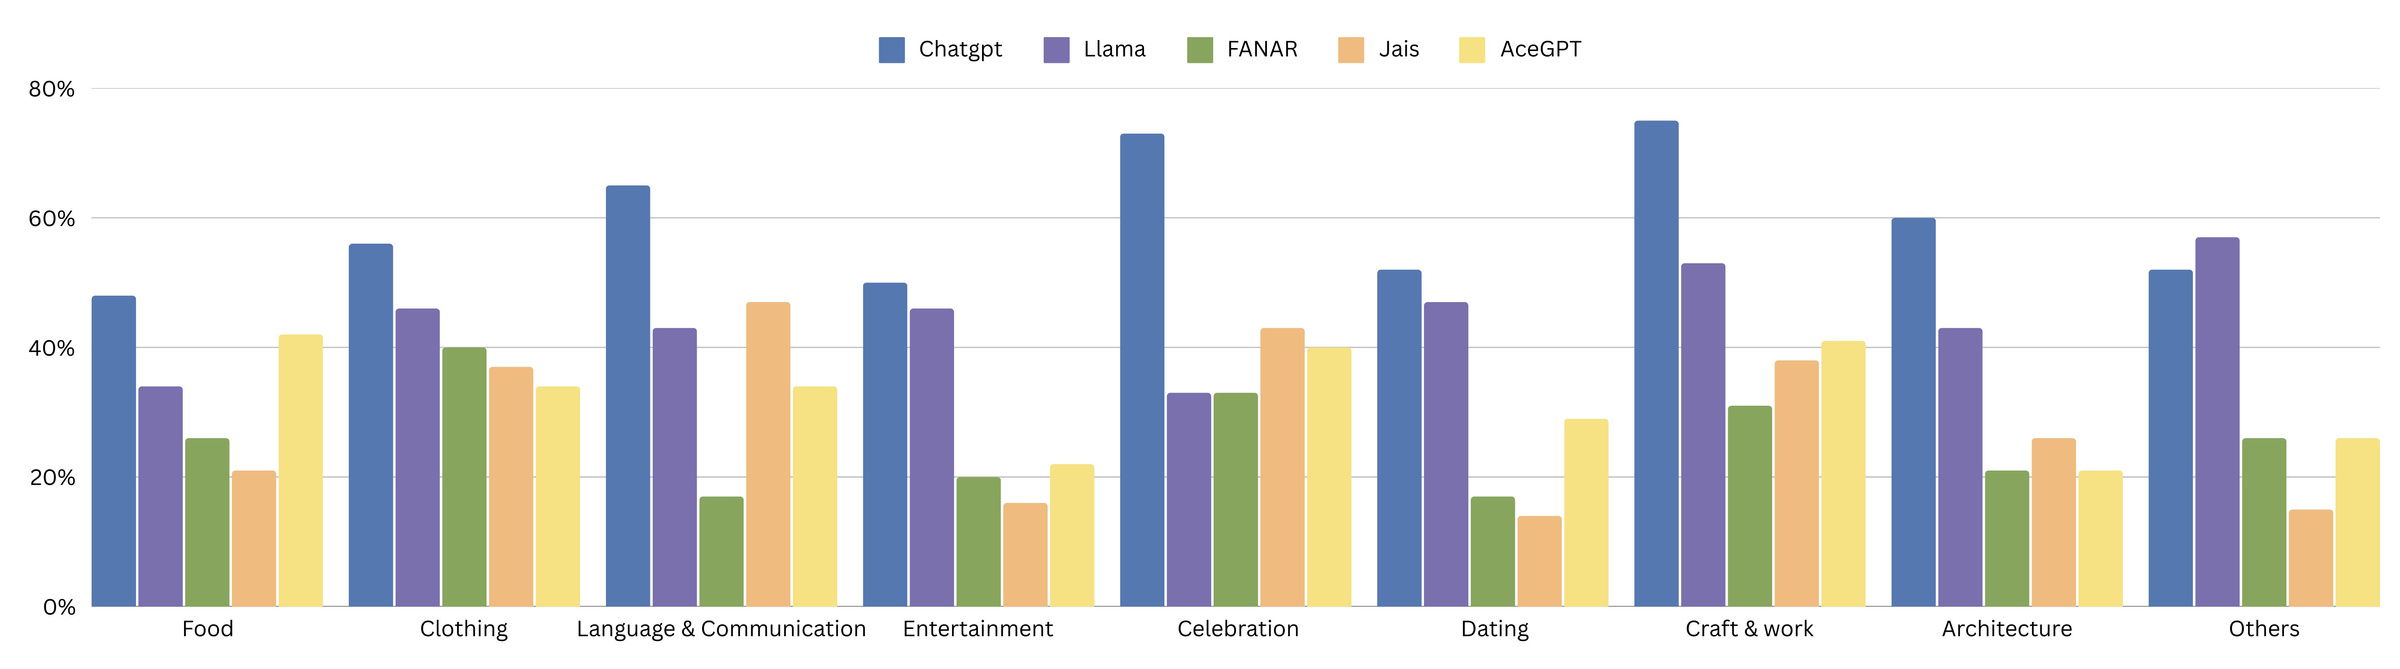 Chatgpt Llama FANAR Jais AceGPT
80%
60%
40%
20%
0%
Food Clothing Language & Communication Entertainment Celebration Dating Craft & work Architecture Others